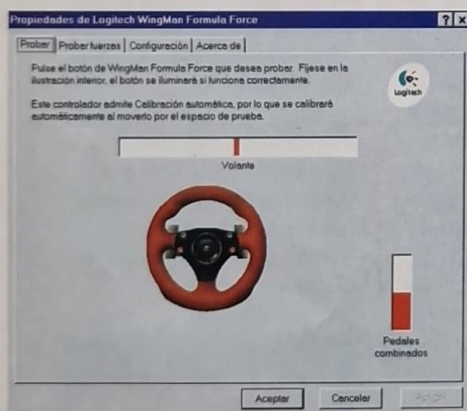 Propiedades de Logitech WingMan Formula Force
Probar Probar fuerzas Configuración Acerca de
Pulse el botón de WingMan Formula Force que desea probar. Fíjese en la
ilustración inferior, el botón se iluminará si funciona correctamente.
Logitech
Este controlador admite Calibración automática, por lo que se calibrará
automáticamente al moverlo por el espacio de prueba.
Volante
Pedales
combinados
Aceptar Cancelar